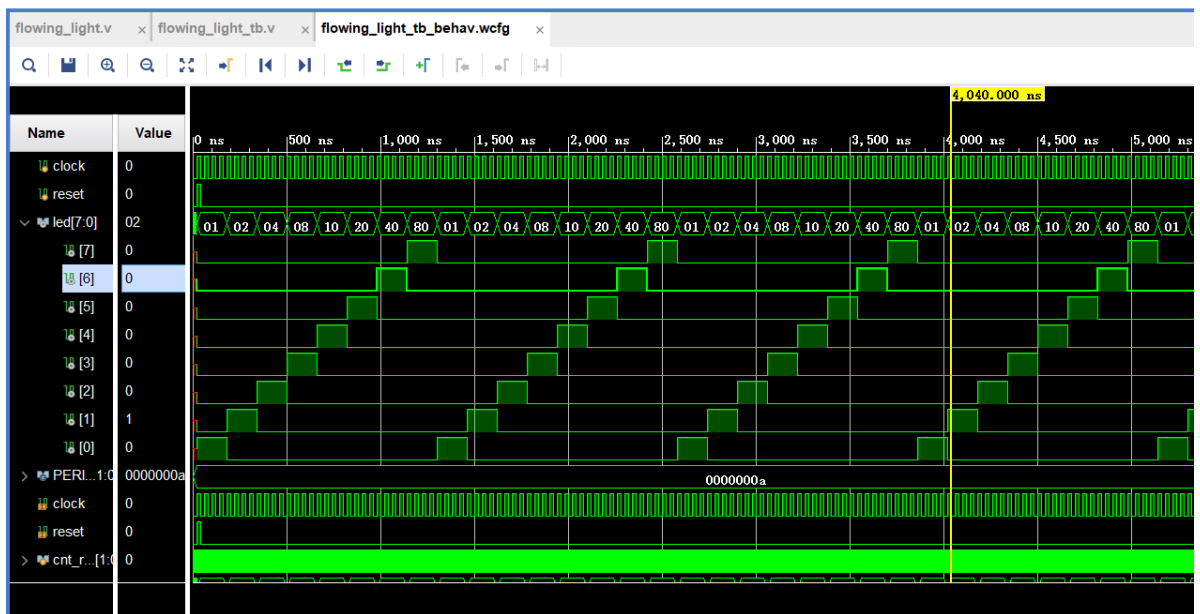 flowing_light.v × flowing_light_tb.v × flowing_light_tb_behav.wcfg ×
4,040.000 ns
Name Value
0 ns 500 ns 1,000 ns 1,500 ns 2,000 ns 2,500 ns 3,000 ns 3,500 ns 4,000 ns 4,500 ns 5,000 ns
clock 0
reset 0
led[7:0] 02 01 02 04 08 10 20 40 80 01 02 04 08 10 20 40 80 01 02 04 08 10 20 40 80 01 02 04 08 10 20 40 80 01
[7] 0
[6] 0
[5] 0
[4] 0
[3] 0
[2] 0
[1] 1
[0] 0
PERI...1:0 0000000a 0000000a
clock 0
reset 0
cnt_r...[1:0 0